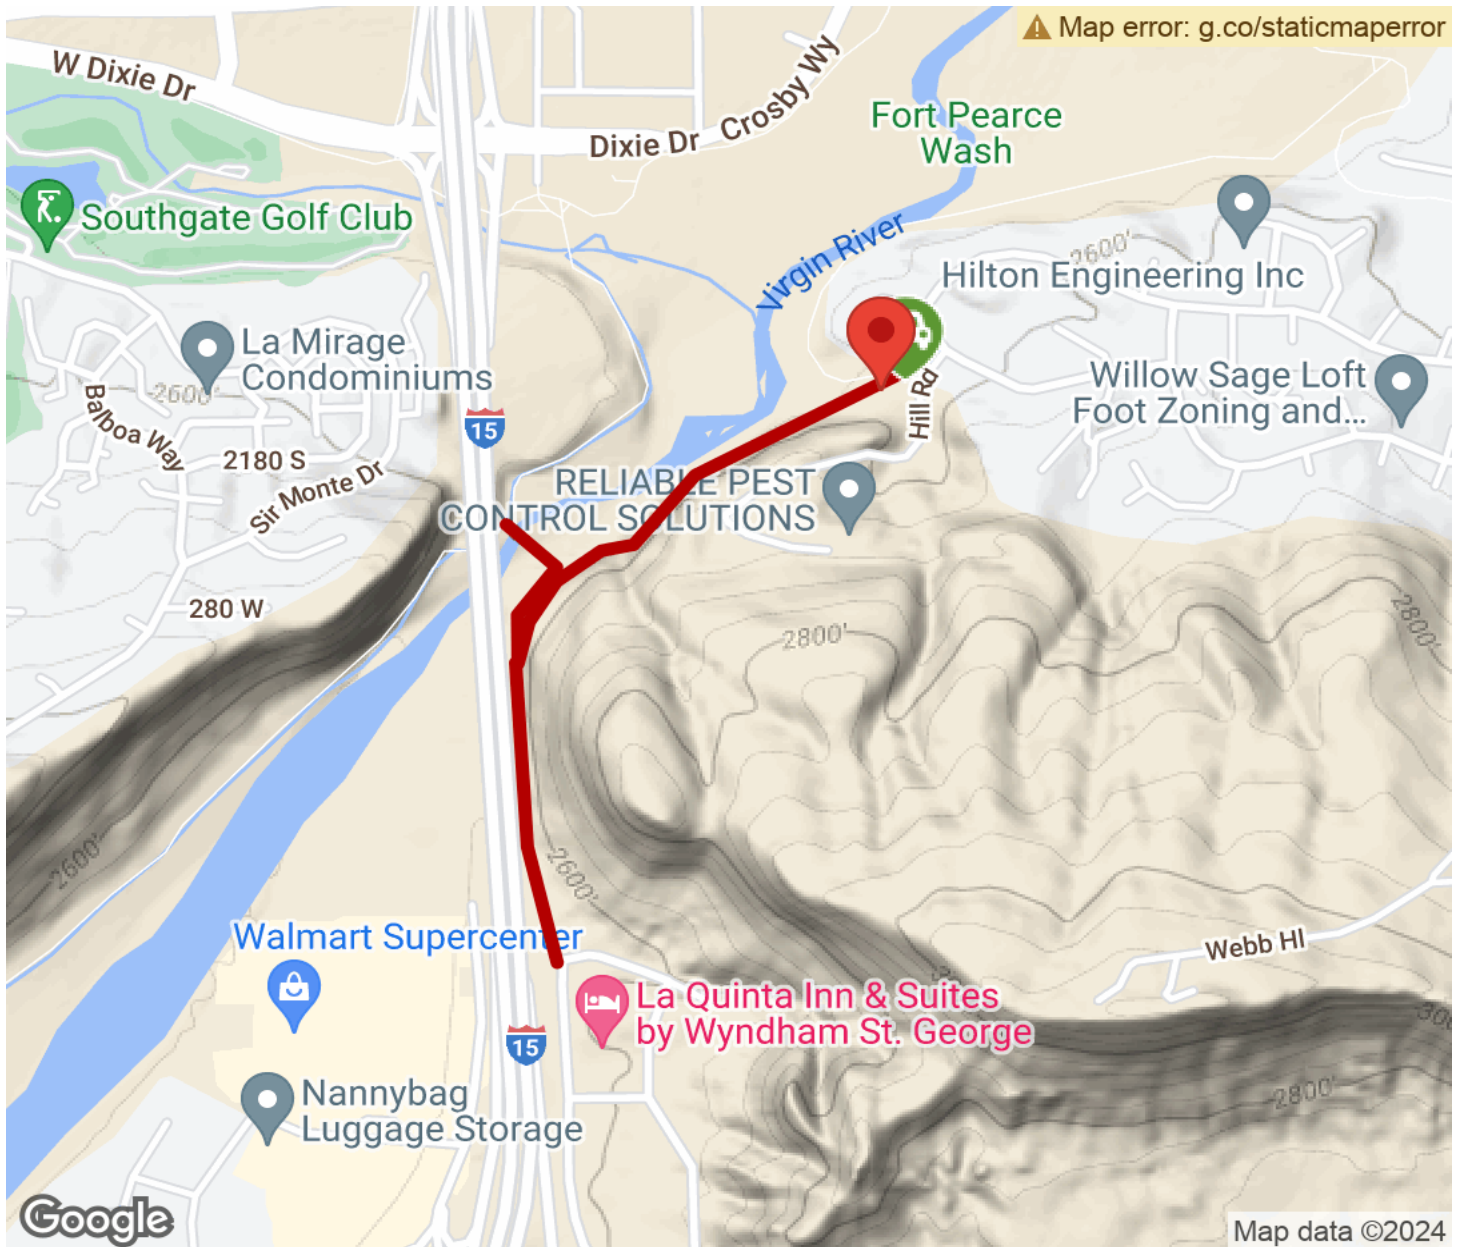 Map error: g.co/staticmaperror
W Dixie Dr
Dixie Dr
Crosby Wy
Fort Pearce
Wash
Southgate Golf Club
Virgin River
2600'
Hilton Engineering Inc
La Mirage
Condominiums
2600'
Balboa Way
15
Hill Rd
Willow Sage Loft
Foot Zoning and...
2180 S
Sir Monte Dr
RELIABLE PEST
CONTROL SOLUTIONS
280 W
2800'
2800'
2600'
2600'
Walmart Supercenter
Webb Hl
La Quinta Inn & Suites
by Wyndham St. George
15
Nannybag
Luggage Storage
2800'
Google
Map data ©2024